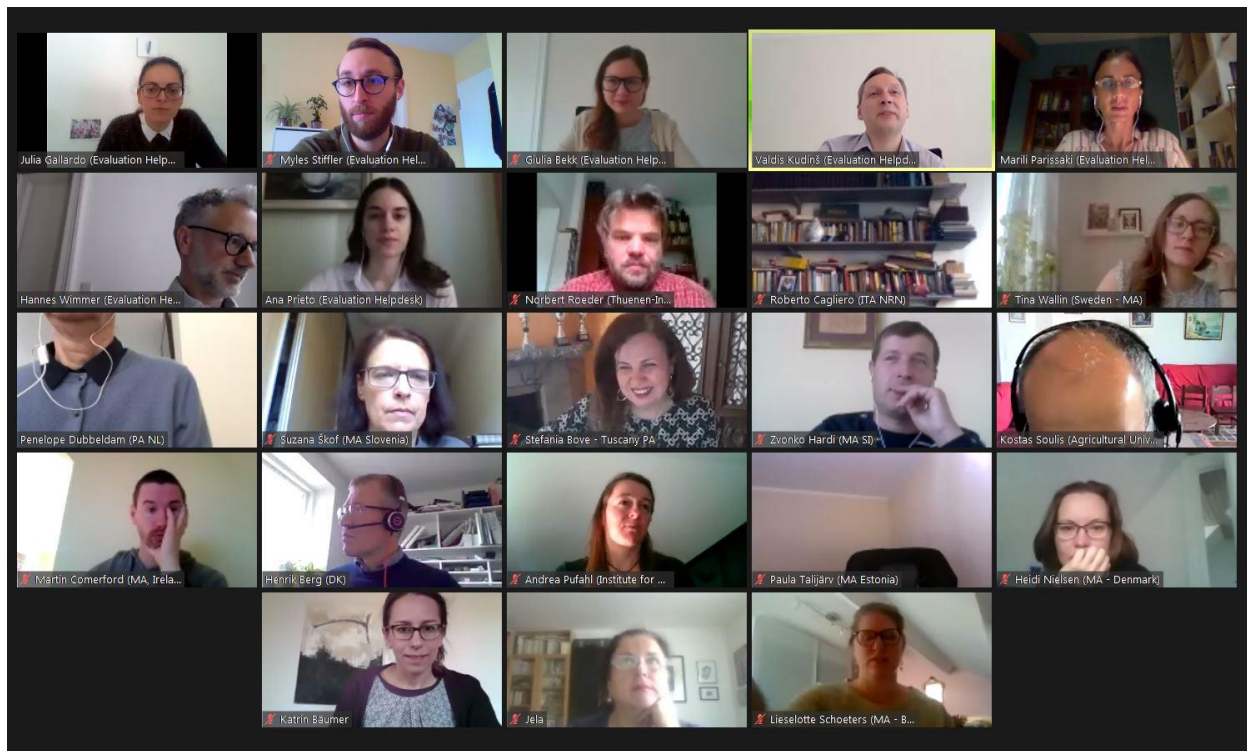 Julia Gallardo (Evaluation Help...
Myles Stiffler (Evaluation Hel...
Giulia Bekk (Evaluation Help...
Valdis Kudiņš (Evaluation Helpd...
Marili Parissaki (Evaluation Hel...
Hannes Wimmer (Evaluation He...
Ana Prieto (Evaluation Helpdesk)
Norbert Roeder (Thuenen-In...
Roberto Cagliero (ITA NRN)
Tina Wallin (Sweden - MA)
Penelope Dubbeldam (PA NL)
Suzana Škof (MA Slovenia)
Stefania Bove - Tuscany PA
Zvonko Hardi (MA SI)
Kostas Soulis (Agricultural Univ...
Martin Comerford (MA, Irela...
Henrik Berg (DK)
Andrea Pufahl (Institute for ...
Paula Talijärv (MA Estonia)
Heidi Nielsen (MA - Denmark)
Katrin Bäumer
Jela
Lieselotte Schoeters (MA - B...